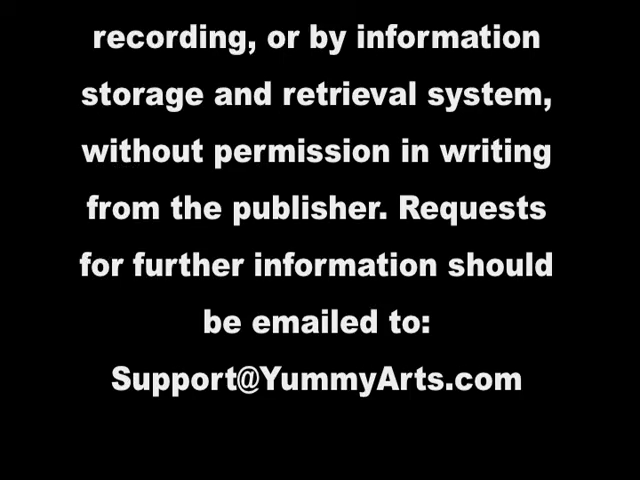 recording, or by information
storage and retrieval system,
without permission in writing
from the publisher. Requests
for further information should
be emailed to:
Support@YummyArts.com